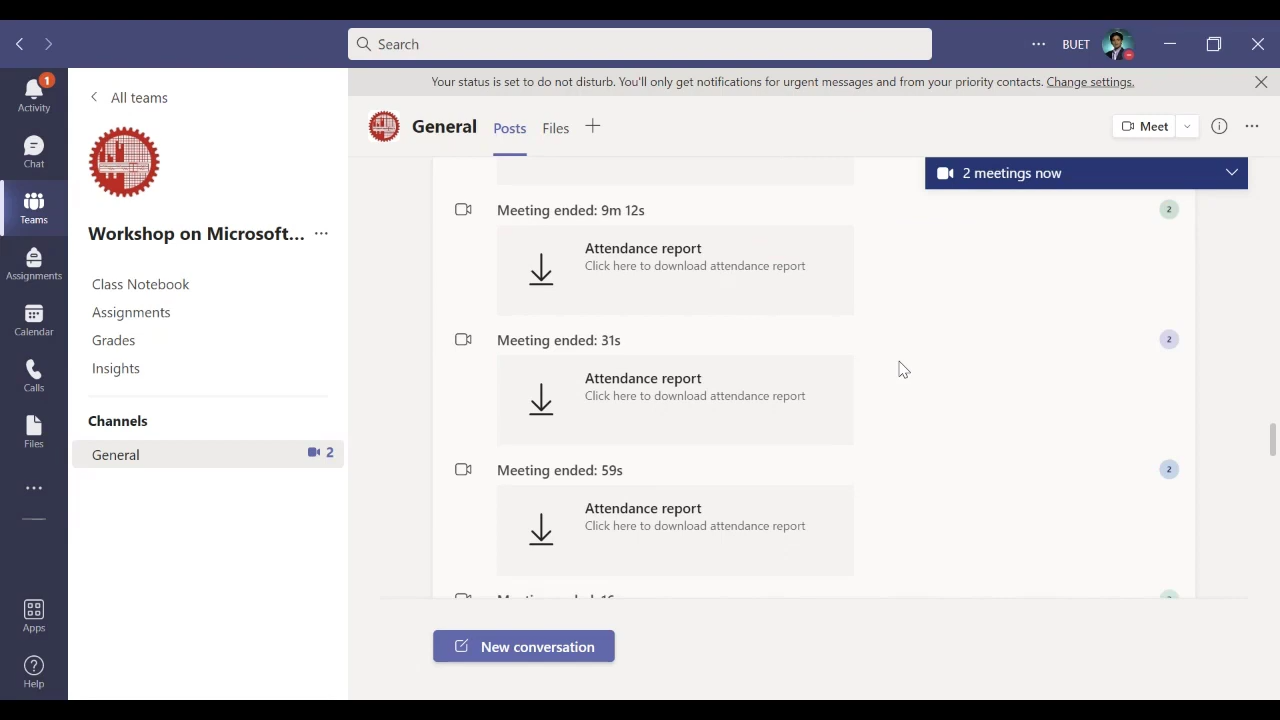 Search
BUET
1
Activity
Chat
Teams
Assignments
Calendar
Calls
Files
Apps
Help
All teams
Workshop on Microsoft...
Class Notebook
Assignments
Grades
Insights
Channels
General
2
Your status is set to do not disturb. You'll only get notifications for urgent messages and from your priority contacts. Change settings.
General
Posts
Files
Meet
2 meetings now
Meeting ended: 9m 12s
2
Attendance report
Click here to download attendance report
Meeting ended: 31s
2
Attendance report
Click here to download attendance report
Meeting ended: 59s
2
Attendance report
Click here to download attendance report
New conversation